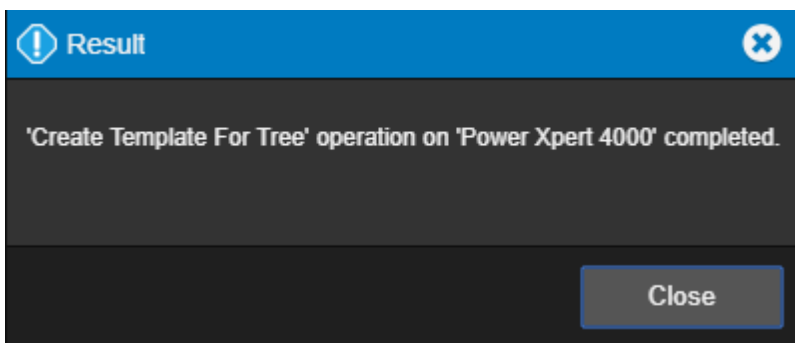 Result
'Create Template For Tree' operation on 'Power Xpert 4000' completed.
Close